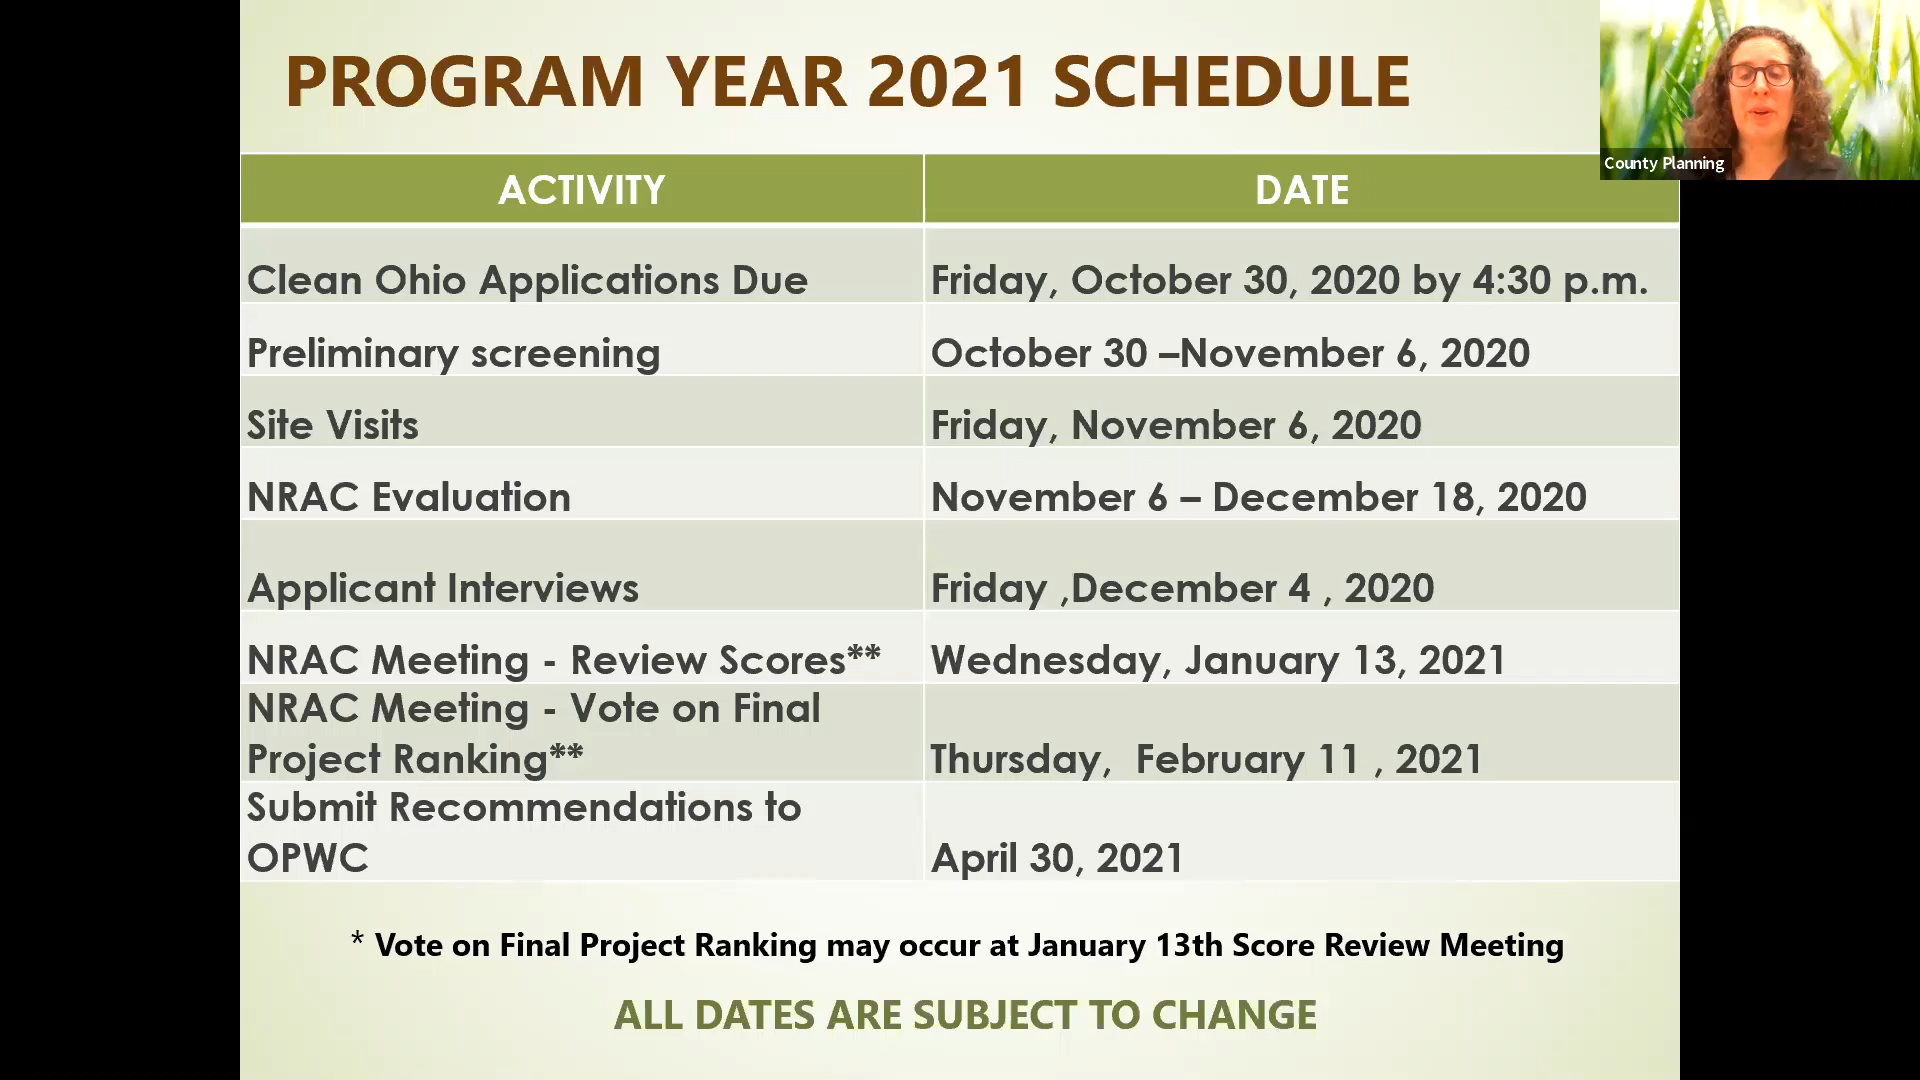 PROGRAM YEAR 2021 SCHEDULE
County Planning
ACTIVITY DATE
Clean Ohio Applications Due Friday, October 30, 2020 by 4:30 p.m.
Preliminary screening October 30 –November 6, 2020
Site Visits Friday, November 6, 2020
NRAC Evaluation November 6 – December 18, 2020
Applicant Interviews Friday ,December 4 , 2020
NRAC Meeting - Review Scores** Wednesday, January 13, 2021
NRAC Meeting - Vote on Final
Project Ranking** Thursday, February 11 , 2021
Submit Recommendations to
OPWC April 30, 2021
* Vote on Final Project Ranking may occur at January 13th Score Review Meeting
ALL DATES ARE SUBJECT TO CHANGE